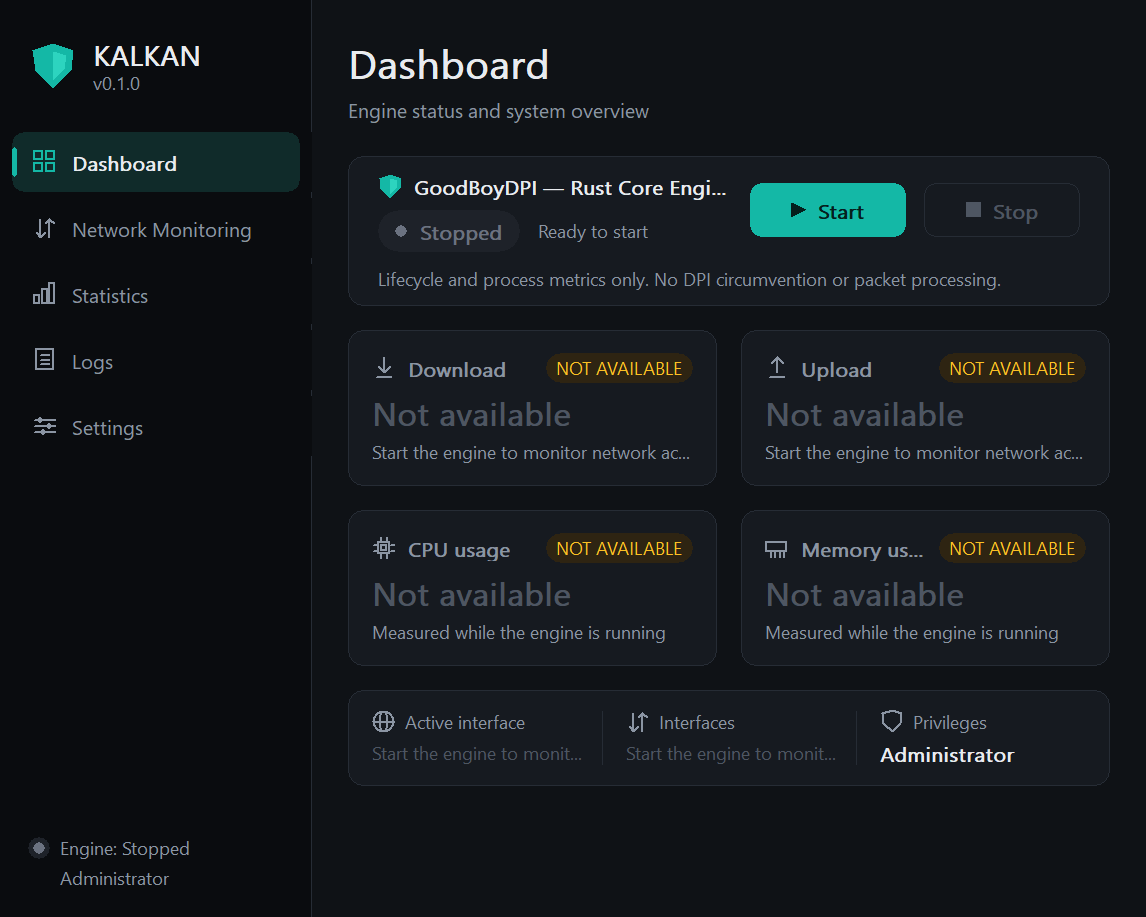 KALKAN
v0.1.0
Dashboard
Network Monitoring
Statistics
Logs
Settings
Engine: Stopped
Administrator
Dashboard
Engine status and system overview
GoodBoyDPI — Rust Core Engi...
Stopped
Ready to start
Start
Stop
Lifecycle and process metrics only. No DPI circumvention or packet processing.
Download
NOT AVAILABLE
Not available
Start the engine to monitor network ac...
Upload
NOT AVAILABLE
Not available
Start the engine to monitor network ac...
CPU usage
NOT AVAILABLE
Not available
Measured while the engine is running
Memory us...
NOT AVAILABLE
Not available
Measured while the engine is running
Active interface
Start the engine to monit...
Interfaces
Start the engine to monit...
Privileges
Administrator